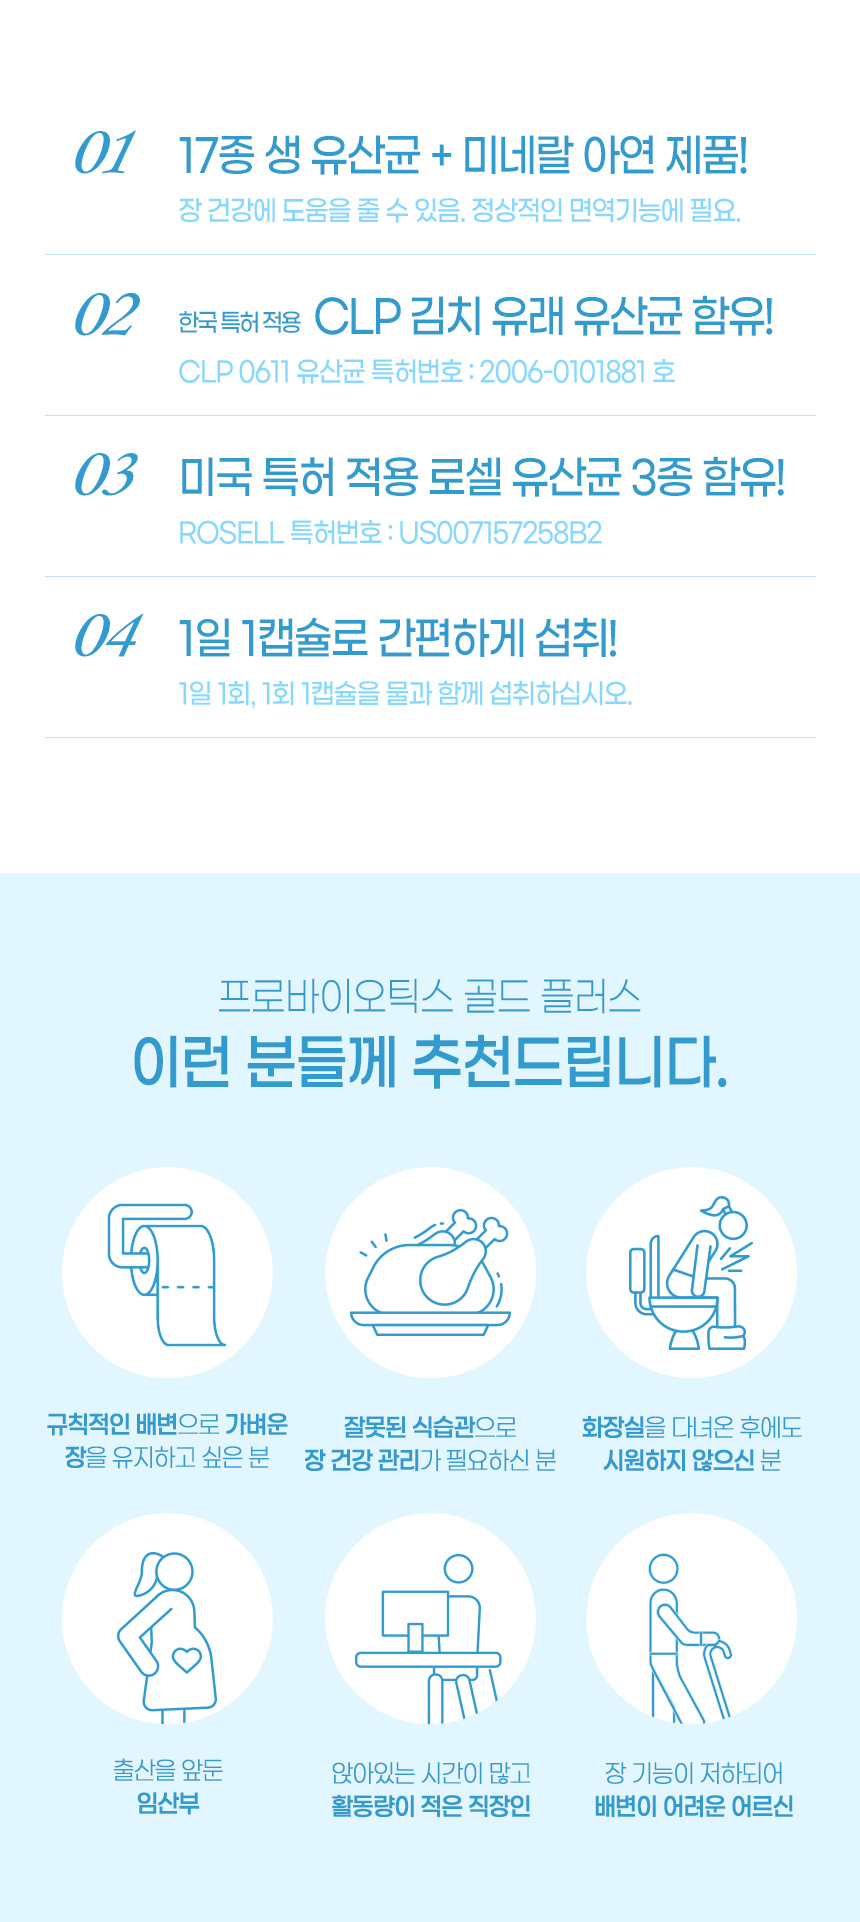 01 17종 생 유산균 + 미네랄 아연 제품!
장 건강에 도움을 줄 수 있음. 정상적인 면역기능에 필요.
02 한국 특허 적용 CLP 김치 유래 유산균 함유!
CLP 0611 유산균 특허번호 : 2006-0101881 호
03 미국 특허 적용 로셀 유산균 3종 함유!
ROSELL 특허번호 : US007157258B2
04 1일 1캡슐로 간편하게 섭취!
1일 1회, 1회 1캡슐을 물과 함께 섭취하십시오.
프로바이오틱스 골드 플러스
이런 분들께 추천드립니다.
규칙적인 배변으로 가벼운
장을 유지하고 싶은 분
잘못된 식습관으로
장 건강 관리가 필요하신 분
화장실을 다녀온 후에도
시원하지 않으신 분
출산을 앞둔
임산부
앉아있는 시간이 많고
활동량이 적은 직장인
장 기능이 저하되어
배변이 어려운 어르신